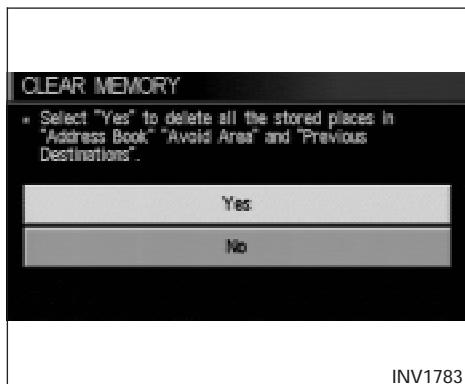 CLEAR MEMORY
• Select "Yes" to delete all the stored places in
"Address Book" "Avoid Area" and "Previous
Destinations".
Yes
No
INV1783